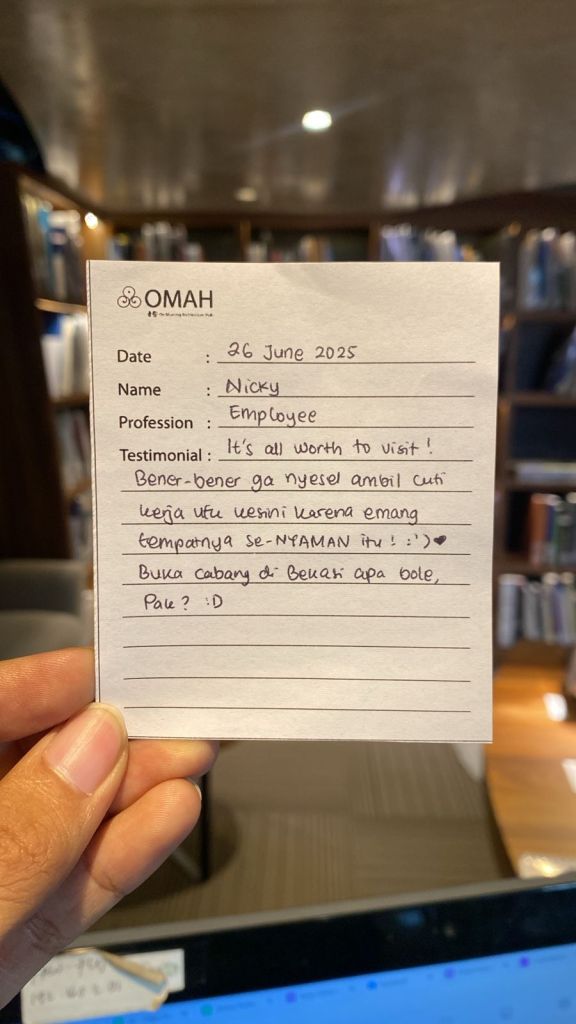 OMAH
Date : 26 June 2025
Name : Nicky
Profession : Employee
Testimonial : It's all worth to visit !
Bener-bener ga nyesel ambil cuti
kerja utu kesini karena emang
tempatnya se-NYAMAN itu ! :')♥
Buka cabang di Bekasi apa bole,
Pak? :D